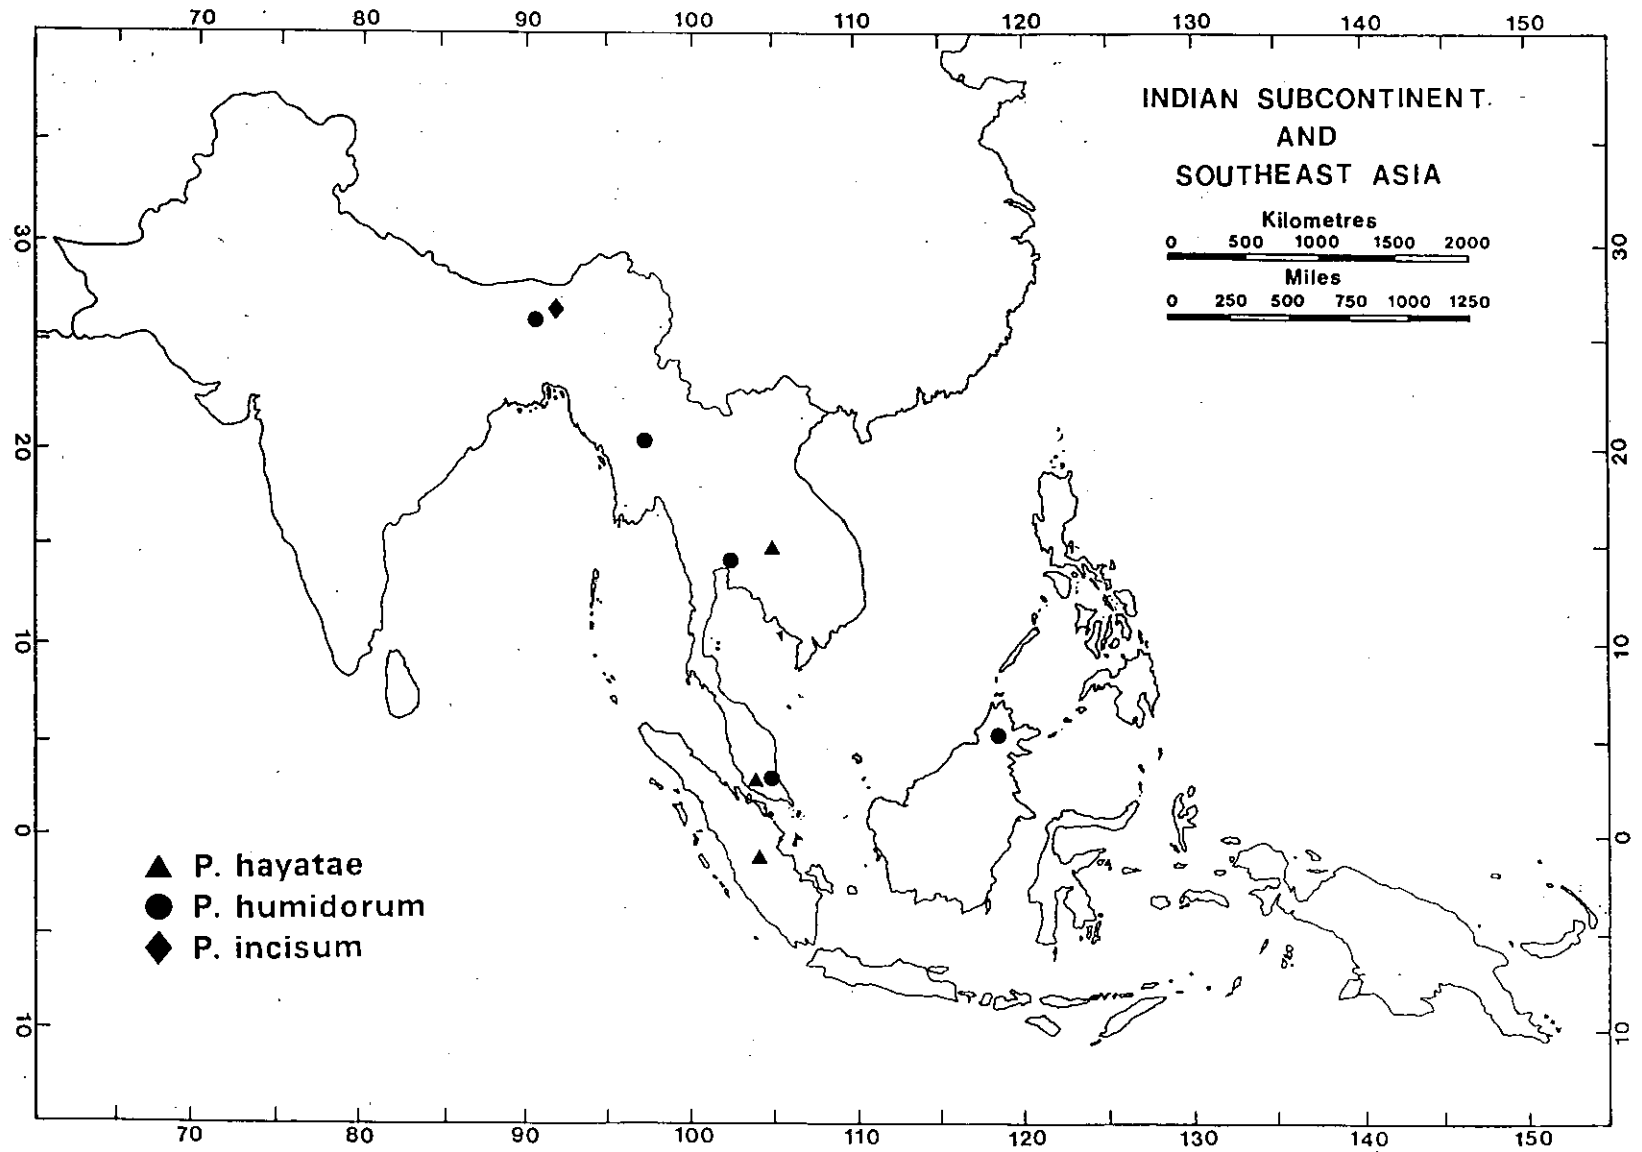 70 80 90 100 110 120 130 140 150
INDIAN SUBCONTINENT
AND
SOUTHEAST ASIA
Kilometres
0 500 1000 1500 2000
Miles
0 250 500 750 1000 1250
30 30
20 20
10 10
0 0
P. hayatae
P. humidorum
P. incisum
10 10
70 80 90 100 110 120 130 140 150